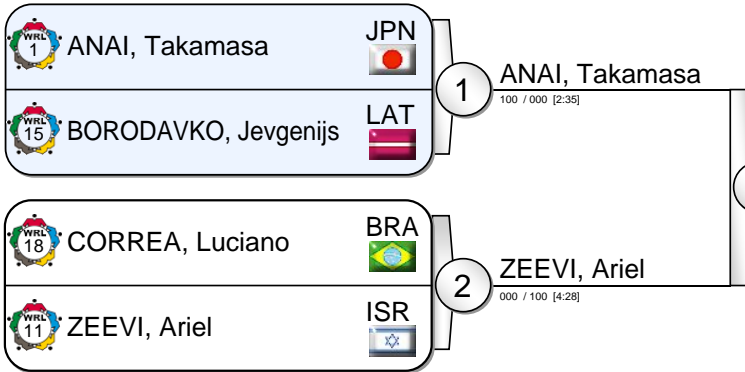 WRL 1 ANAI, Takamasa JPN
WRL 15 BORODAVKO, Jevgenijs LAT
1
ANAI, Takamasa
100 / 000 [2:35]
WRL 18 CORREA, Luciano BRA
WRL 11 ZEEVI, Ariel ISR
2
ZEEVI, Ariel
000 / 100 [4:28]